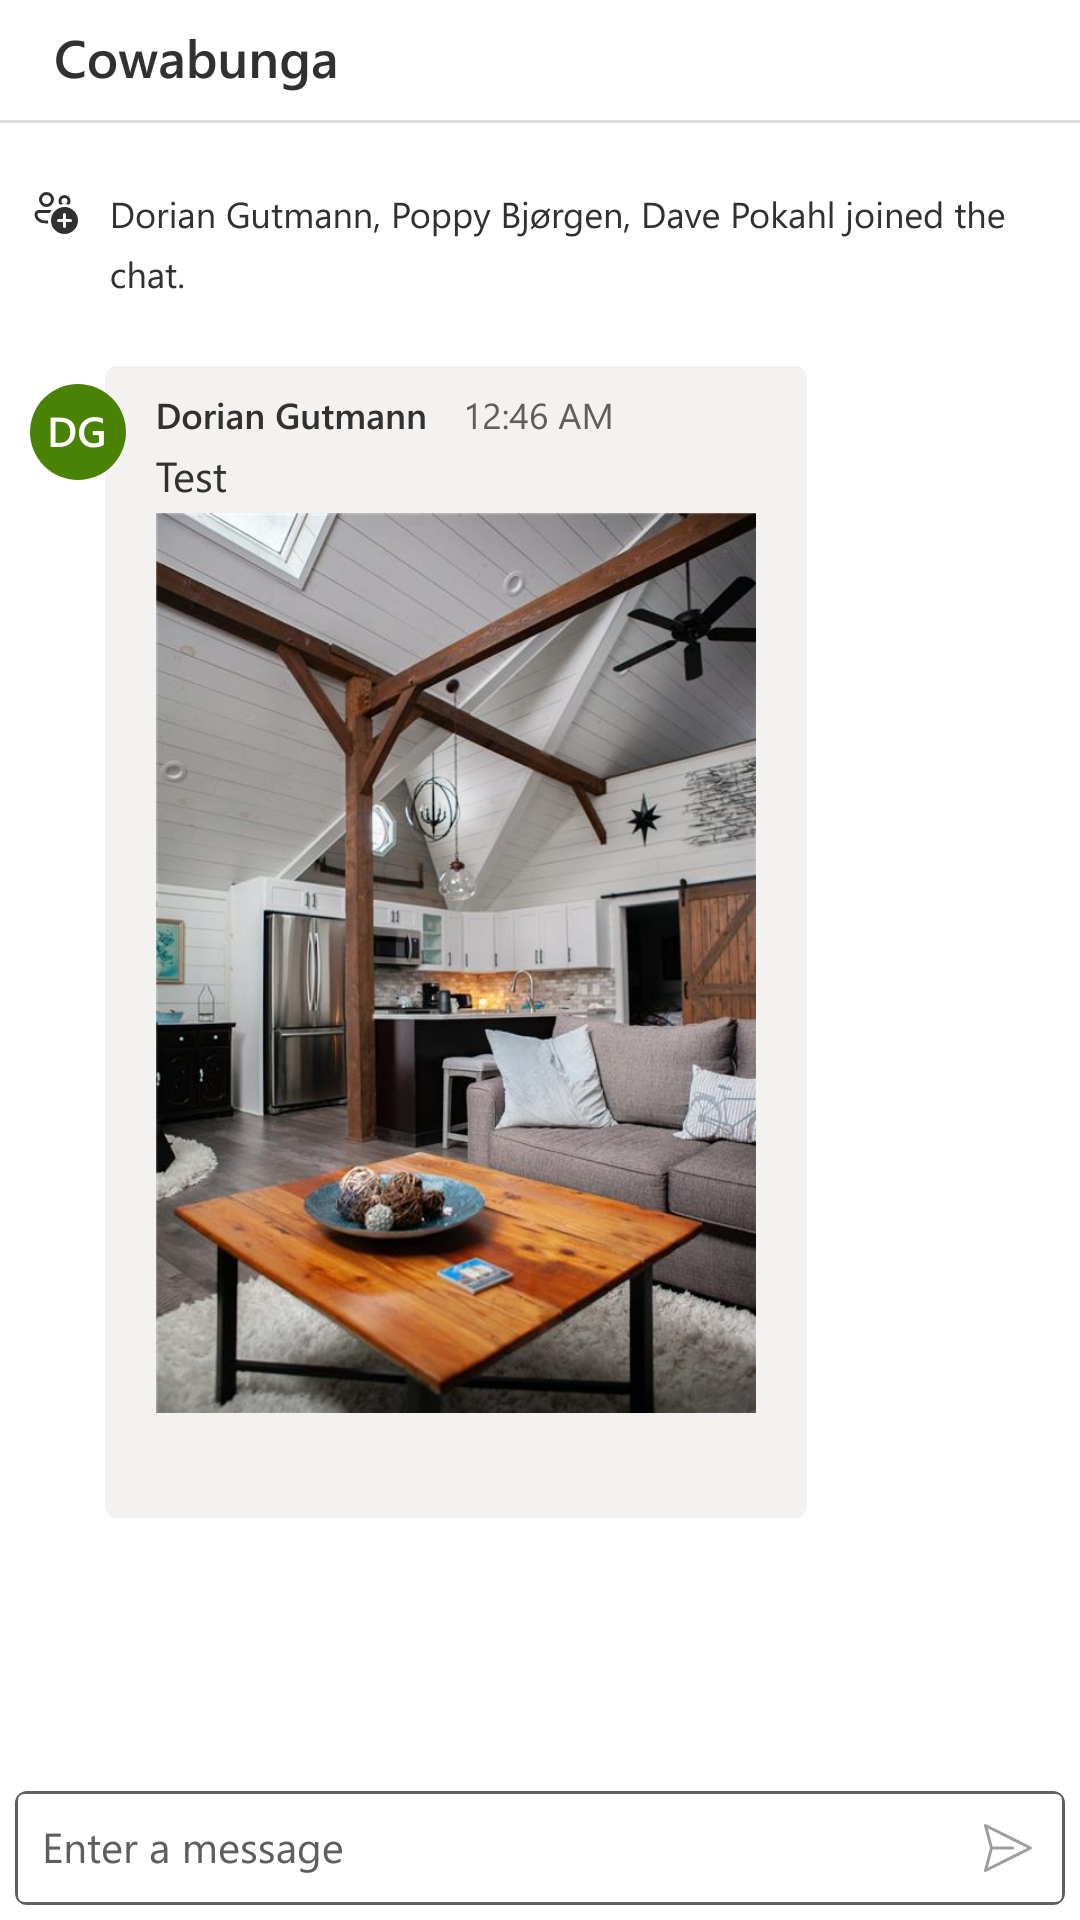 Cowabunga
Dorian Gutmann, Poppy Bjørgen, Dave Pokahl joined the
chat.
DG
Dorian Gutmann 12:46 AM
Test
Enter a message